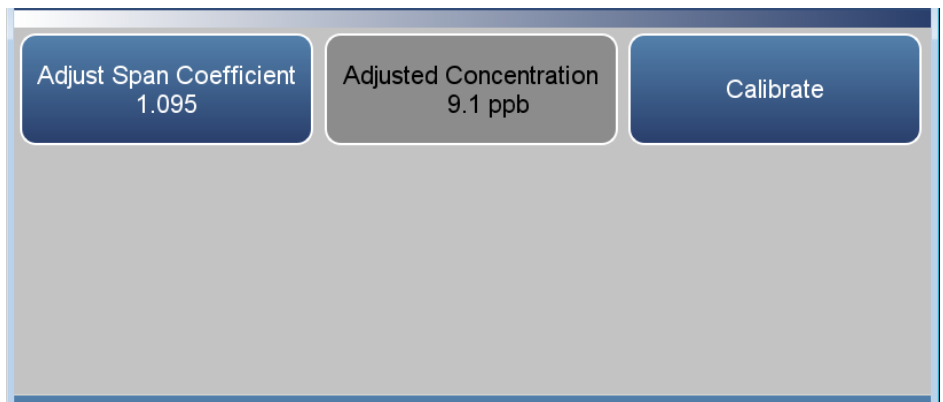 Adjust Span Coefficient
1.095
Adjusted Concentration
9.1 ppb
Calibrate